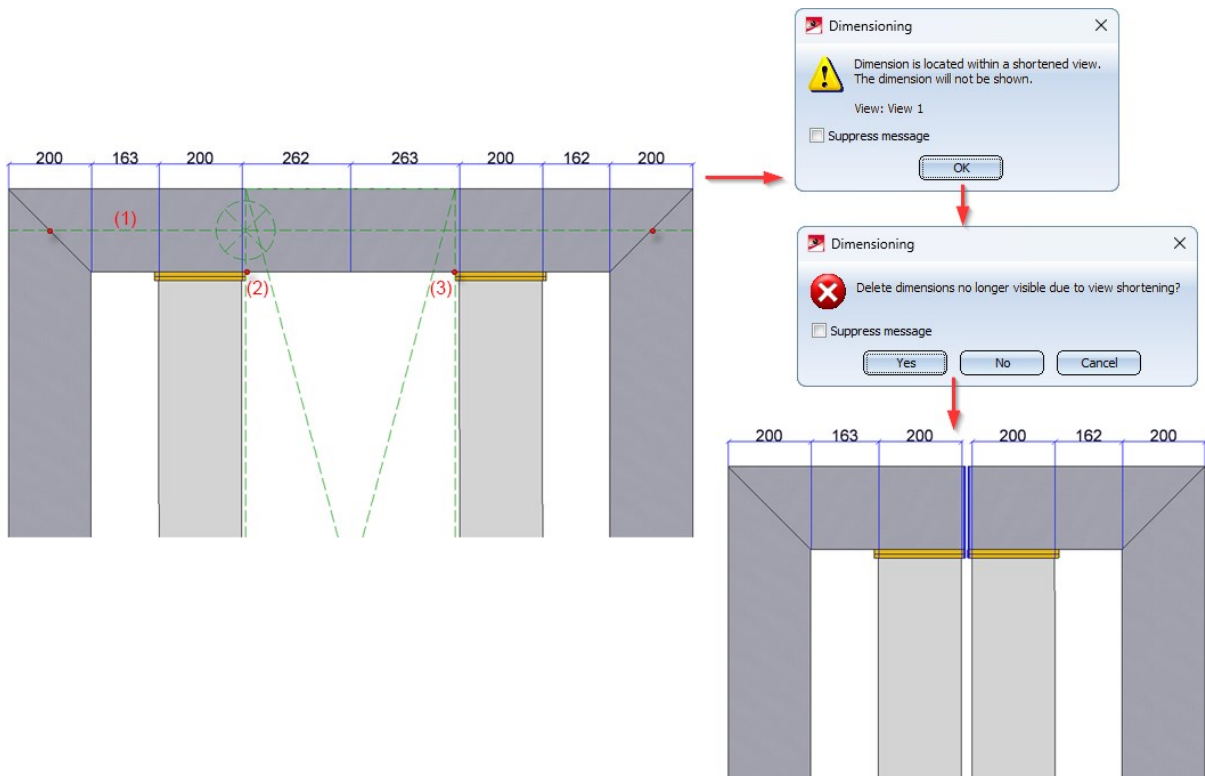 Dimensioning
Dimension is located within a shortened view.
The dimension will not be shown.
View: View 1
Suppress message
OK
200 163 200 262 263 200 162 200
(1)
(2) (3)
Dimensioning
Delete dimensions no longer visible due to view shortening?
Suppress message
Yes No Cancel
200 163 200 200 162 200